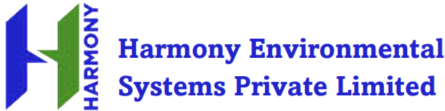 HARMONY
Harmony Environmental
Systems Private Limited